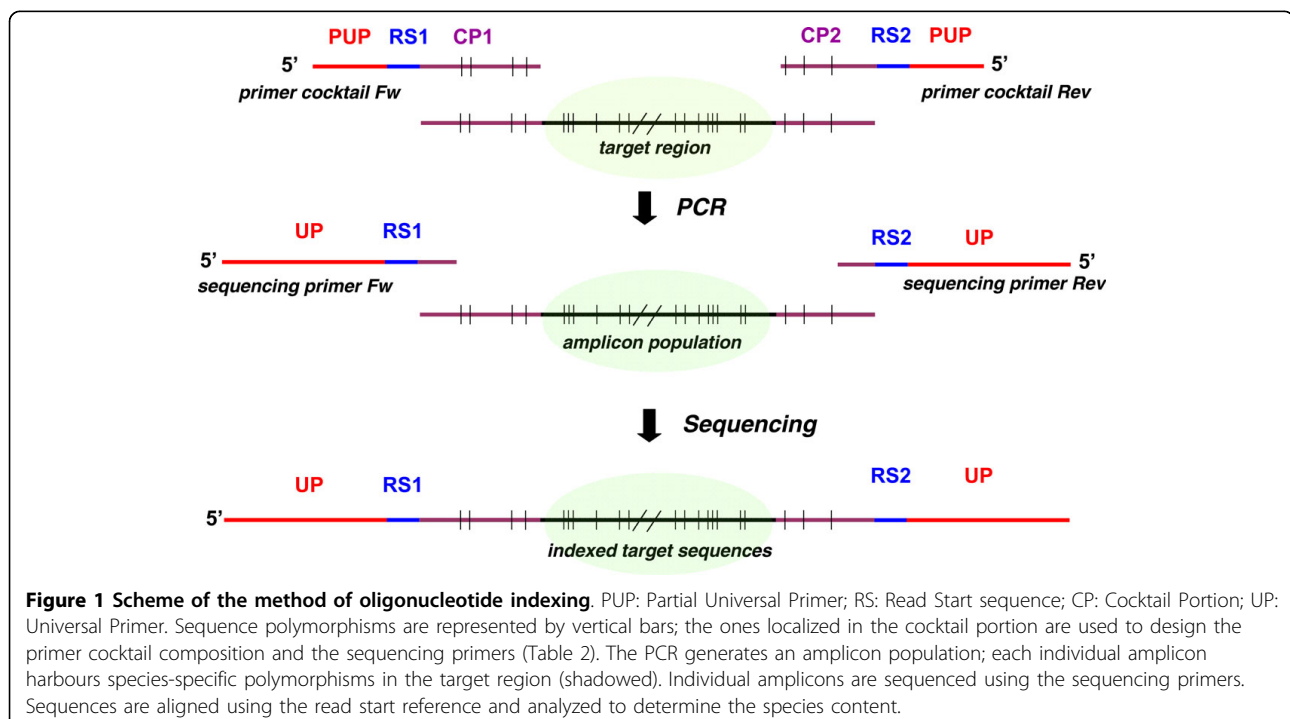 PUP RS1 CP1 CP2 RS2 PUP
5' 5'
primer cocktail Fw primer cocktail Rev
target region
PCR
UP RS1 RS2 UP
5' 5'
sequencing primer Fw sequencing primer Rev
amplicon population
Sequencing
UP RS1 RS2 UP
5'
indexed target sequences
Figure 1 Scheme of the method of oligonucleotide indexing. PUP: Partial Universal Primer; RS: Read Start sequence; CP: Cocktail Portion; UP:
Universal Primer. Sequence polymorphisms are represented by vertical bars; the ones localized in the cocktail portion are used to design the
primer cocktail composition and the sequencing primers (Table 2). The PCR generates an amplicon population; each individual amplicon
harbours species-specific polymorphisms in the target region (shadowed). Individual amplicons are sequenced using the sequencing primers.
Sequences are aligned using the read start reference and analyzed to determine the species content.